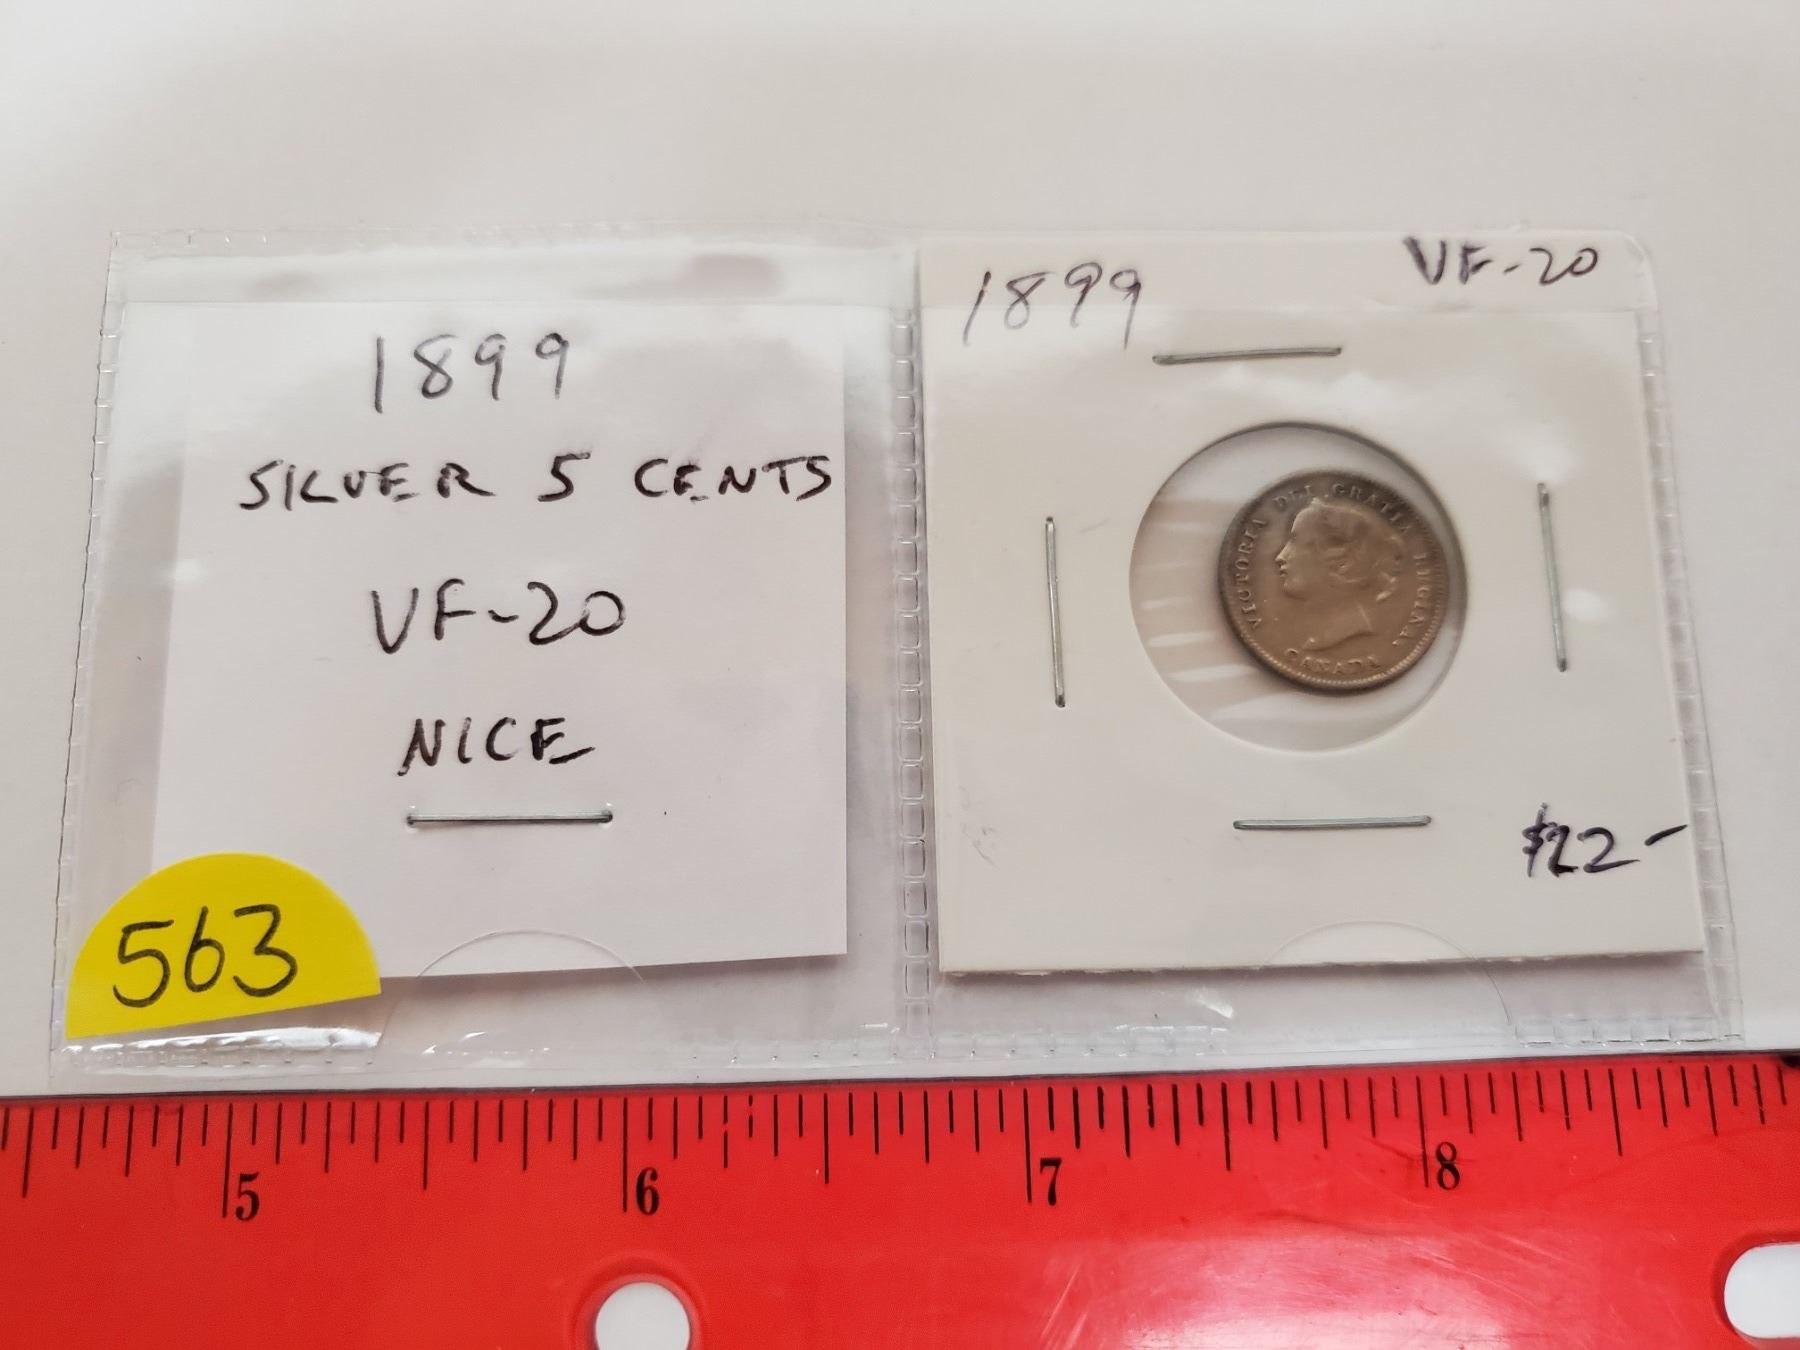 1899
SILVER 5 CENTS
VF-20
NICE
563
1899
VF-20
VICTORIA DEI GRATIA REGINA.
CANADA
$22-
5 6 7 8